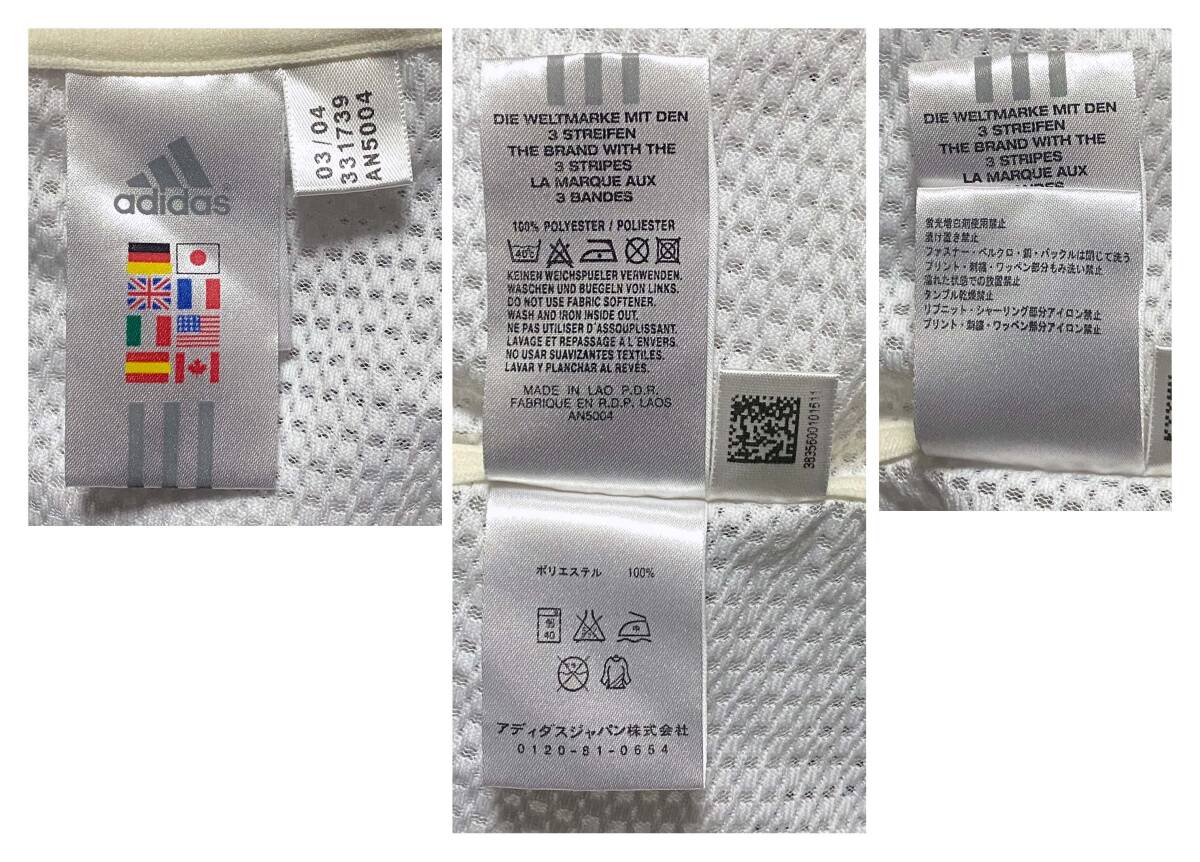 adidas
03/04
331739
AN5004
DIE WELTMARKE MIT DEN
3 STREIFEN
THE BRAND WITH THE
3 STRIPES
LA MARQUE AUX
3 BANDES
100% POLYESTER / POLIESTER
40°C
KEINEN WEICHSPUELER VERWENDEN.
WASCHEN UND BUEGELN VON LINKS.
DO NOT USE FABRIC SOFTENER.
WASH AND IRON INSIDE OUT.
NE PAS UTILISER D'ASSOUPLISSANT.
LAVAGE ET REPASSAGE A L'ENVERS.
NO USAR SUAVIZANTES TEXTILES.
LAVAR Y PLANCHAR AL REVÉS.
MADE IN LAO P.D.R.
FABRIQUE EN R.D.P. LAOS
AN5004
3835600101611
ポリエステル 100%
弱
40
中
アディダスジャパン株式会社
0120-81-0654
DIE WELTMARKE MIT DEN
3 STREIFEN
THE BRAND WITH THE
3 STRIPES
LA MARQUE AUX
蛍光増白剤使用禁止
漬け置き禁止
ファスナー・ベルクロ・釦・バックルは閉じて洗う
プリント・刺繍・ワッペン部分もみ洗い禁止
濡れた状態での放置禁止
タンブル乾燥禁止
リブニット・シャーリング部分アイロン禁止
プリント・刺繍・ワッペン部分アイロン禁止